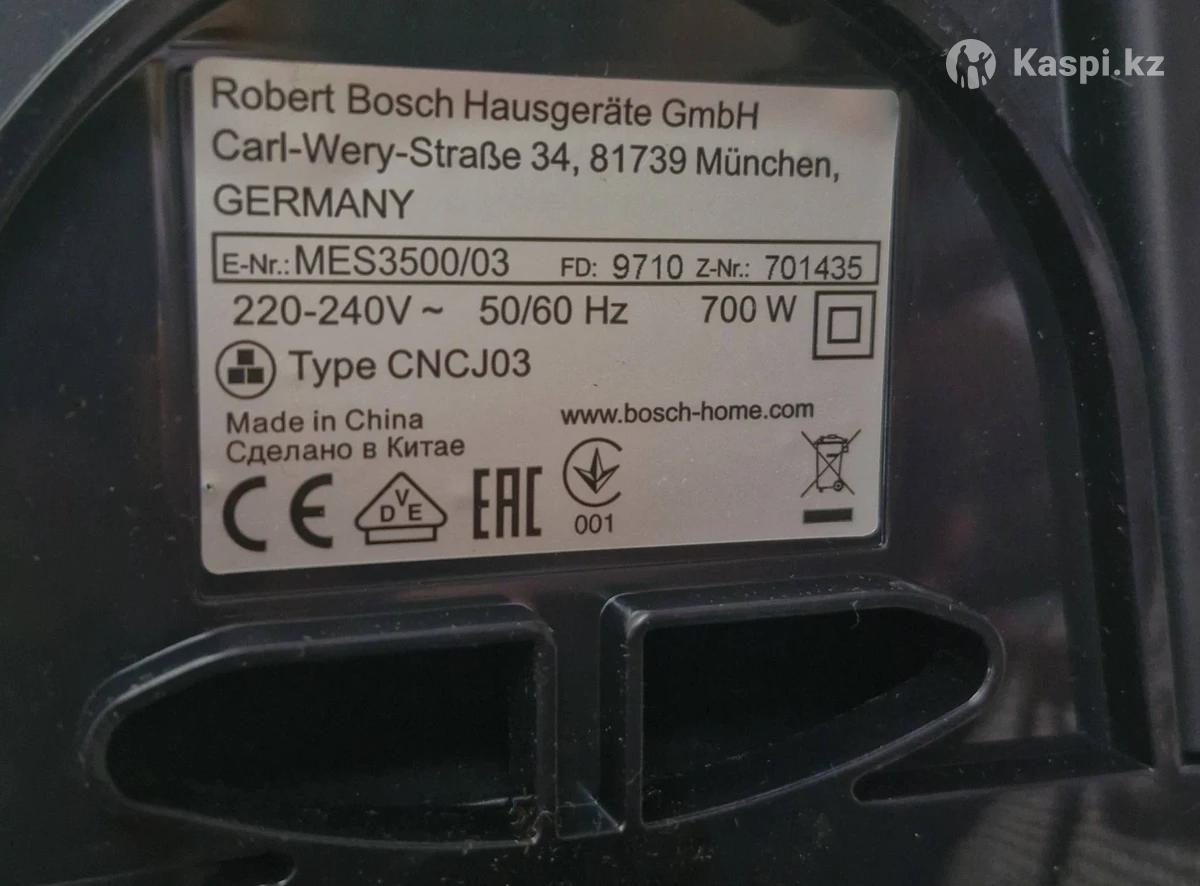 Kaspi.kz
Robert Bosch Hausgeräte GmbH
Carl-Wery-Straße 34, 81739 München,
GERMANY
E-Nr.: MES3500/03 FD: 9710 Z-Nr.: 701435
220-240V ~ 50/60 Hz 700 W
Type CNCJ03
Made in China www.bosch-home.com
Сделано в Китае
CE VDE EAC 001